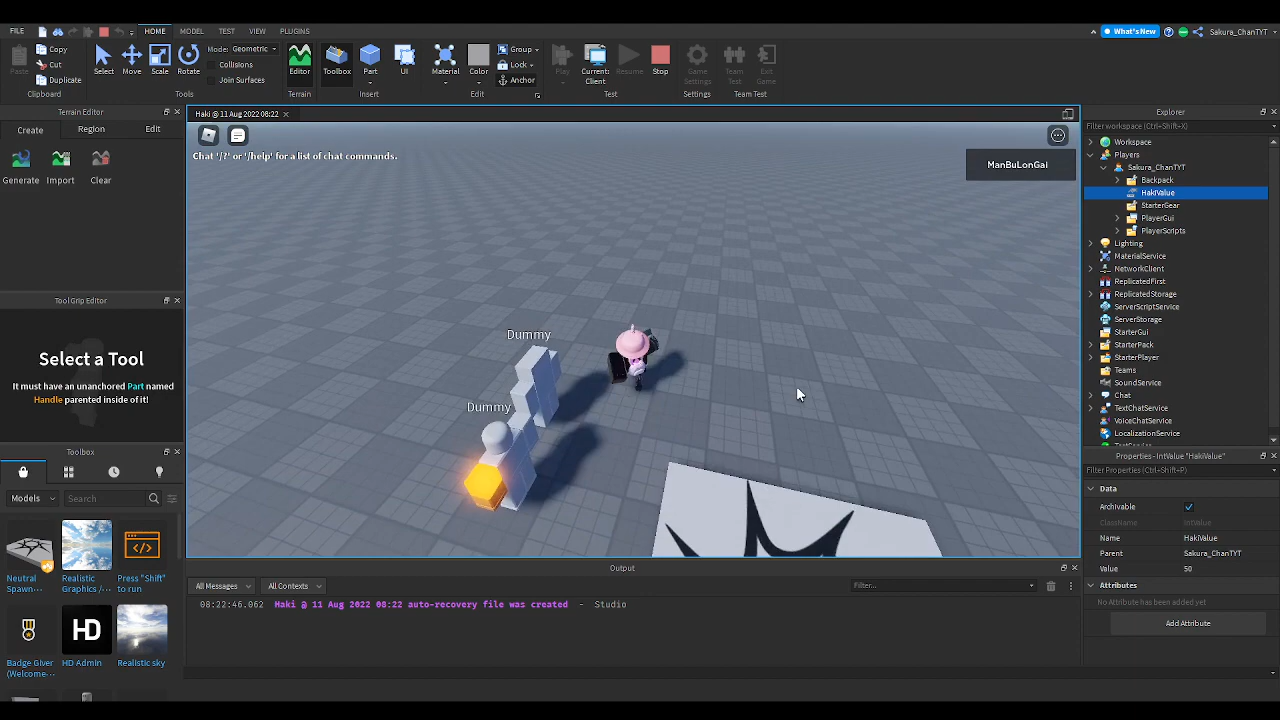 FILE HOME MODEL TEST VIEW PLUGINS What's New Sakura_ChanTYT
Paste Copy Cut Duplicate Clipboard
Select Move Scale Rotate Mode: Geometric Collisions Join Surfaces Tools
Editor Terrain
Toolbox Part UI Insert
Material Color Group Lock Anchor Edit
Play Current: Client Resume Stop Test
Game Settings Settings
Team Test Exit Game Team Test
Terrain Editor
Create Region Edit
Generate Import Clear
Tool Grip Editor
Select a Tool
It must have an unanchored Part named
Handle parented inside of it!
Toolbox
Models Search
Neutral Spawn...
Realistic Graphics /...
Press "Shift" to run
HD
Badge Giver (Welcome...
HD Admin
Realistic sky
Haki @ 11 Aug 2022 08:22
Chat '/?' or '/help' for a list of chat commands.
ManBuLonGai
Dummy
Dummy
Output
All Messages All Contexts Filter...
08:22:46.062 Haki @ 11 Aug 2022 08:22 auto-recovery file was created - Studio
Explorer
Filter workspace (Ctrl+Shift+X)
Workspace
Players
Sakura_ChanTYT
Backpack
HakiValue
StarterGear
PlayerGui
PlayerScripts
Lighting
MaterialService
NetworkClient
ReplicatedFirst
ReplicatedStorage
ServerScriptService
ServerStorage
StarterGui
StarterPack
StarterPlayer
Teams
SoundService
Chat
TextChatService
VoiceChatService
LocalizationService
Properties - IntValue "HakiValue"
Filter Properties (Ctrl+Shift+P)
Data
Archivable
ClassName IntValue
Name HakiValue
Parent Sakura_ChanTYT
Value 50
Attributes
No Attribute has been added yet
Add Attribute